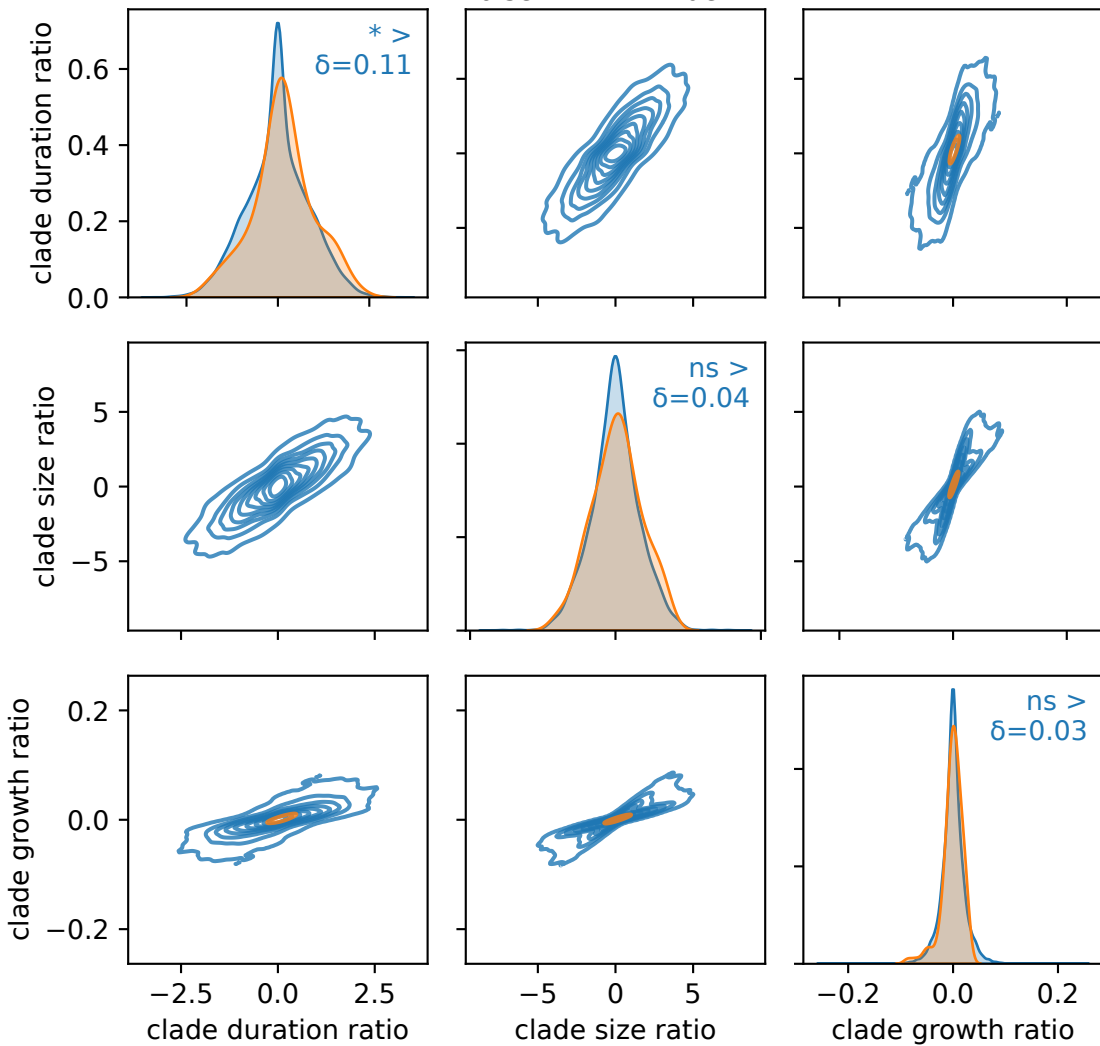 clade duration ratio
0.6
0.4
0.2
0.0
* >
δ=0.11
clade size ratio
5
0
−5
ns >
δ=0.04
clade growth ratio
0.2
0.0
−0.2
ns >
δ=0.03
−2.5 0.0 2.5
−5 0 5
−0.2 0.0 0.2
clade duration ratio
clade size ratio
clade growth ratio